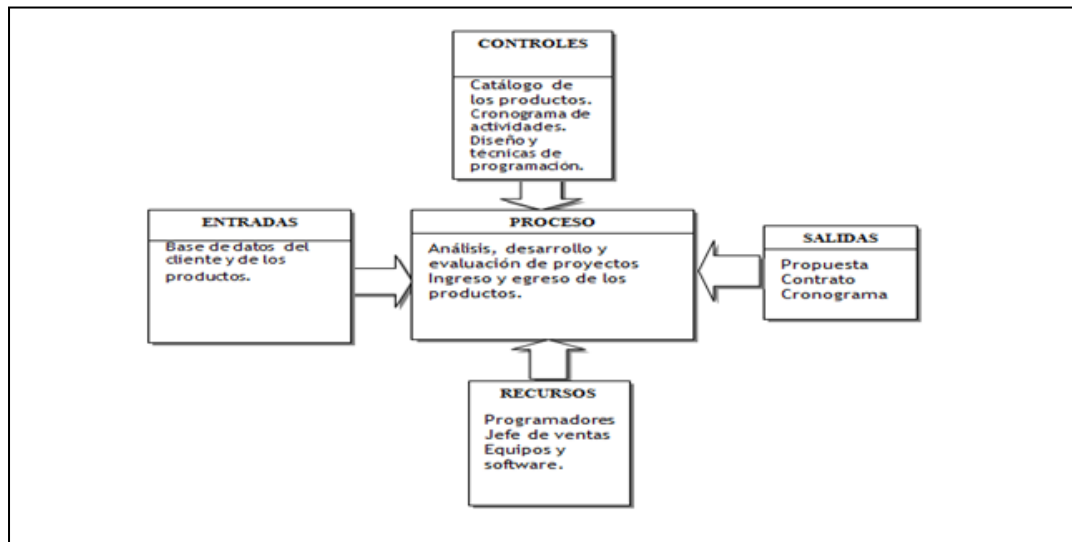 CONTROLES
Catálogo de
los productos.
Cronograma de
actividades.
Diseño y
técnicas de
programación.
ENTRADAS
Base de datos del
cliente y de los
productos.
PROCESO
Análisis, desarrollo y
evaluación de proyectos
Ingreso y egreso de los
productos.
SALIDAS
Propuesta
Contrato
Cronograma
RECURSOS
Programadores
Jefe de ventas
Equipos y
software.